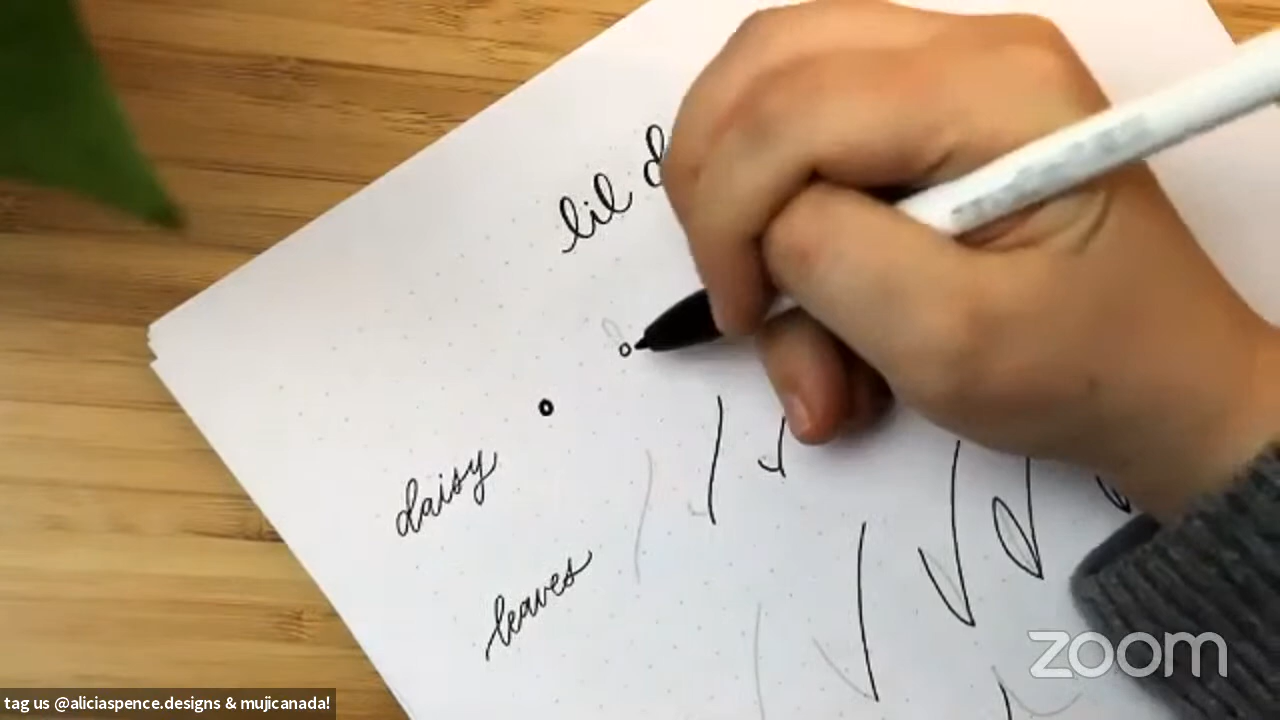 lil d
daisy
leaves
zoom
tag us @aliciaspence.designs & mujicanada!